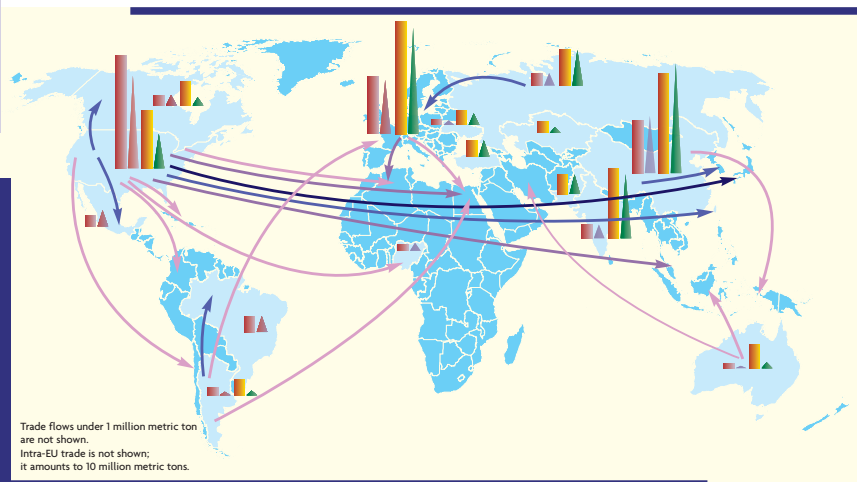 Trade flows under 1 million metric ton
are not shown.
Intra-EU trade is not shown;
it amounts to 10 million metric tons.